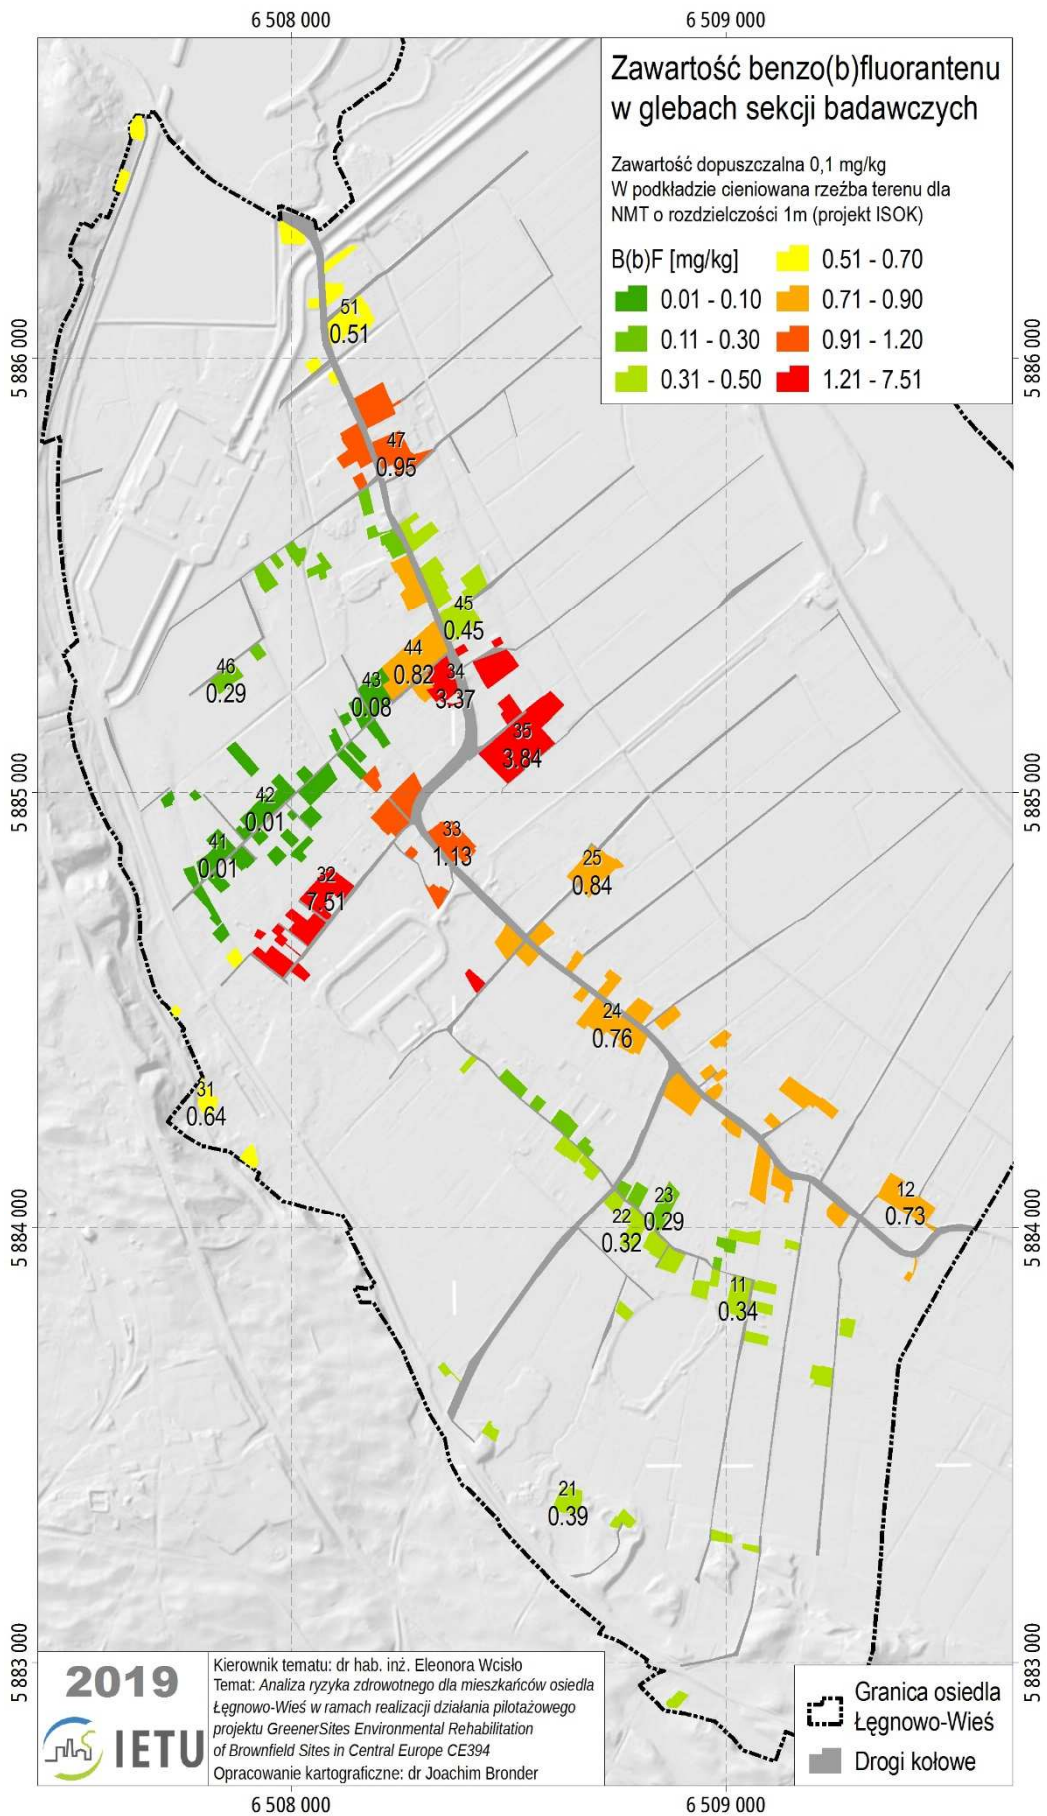 6 508 000
6 509 000
Zawartość benzo(b)fluorantenu
w glebach sekcji badawczych
Zawartość dopuszczalna 0,1 mg/kg
W podkładzie cieniowana rzeźba terenu dla
NMT o rozdzielczości 1m (projekt ISOK)
B(b)F [mg/kg]
0.51 - 0.70
0.01 - 0.10
0.71 - 0.90
0.11 - 0.30
0.91 - 1.20
0.31 - 0.50
1.21 - 7.51
5 886 000
5 886 000
51
0.51
47
0.95
45
0.45
44
0.82
46
0.29
34
3.37
43
0.08
35
3.84
5 885 000
5 885 000
42
0.01
41
0.01
33
1.13
25
0.84
32
7.51
24
0.76
31
0.64
12
0.73
23
0.29
22
0.32
5 884 000
5 884 000
11
0.34
21
0.39
5 883 000
5 883 000
2019
IETU
Kierownik tematu: dr hab. inż. Eleonora Wcisło
Temat: Analiza ryzyka zdrowotnego dla mieszkańców osiedla
Łęgnowo-Wieś w ramach realizacji działania pilotażowego
projektu GreenerSites Environmental Rehabilitation
of Brownfield Sites in Central Europe CE394
Opracowanie kartograficzne: dr Joachim Bronder
Granica osiedla
Łęgnowo-Wieś
Drogi kołowe
6 508 000
6 509 000